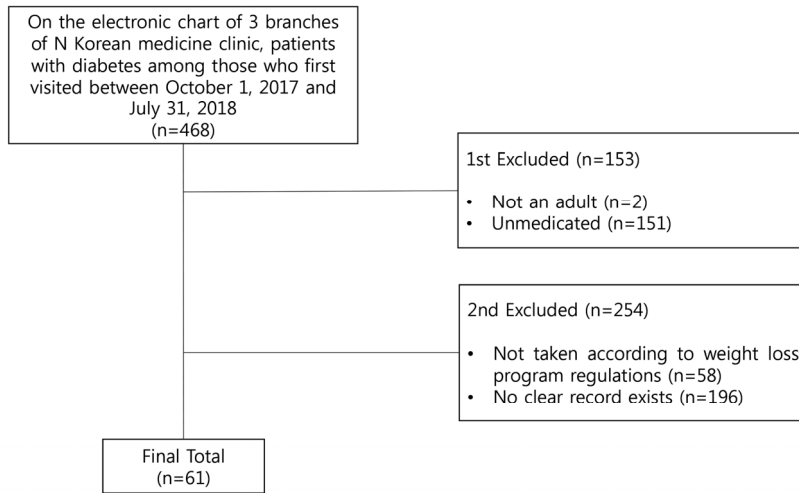 On the electronic chart of 3 branches
of N Korean medicine clinic, patients
with diabetes among those who first
visited between October 1, 2017 and
July 31, 2018
(n=468)
1st Excluded (n=153)
• Not an adult (n=2)
• Unmedicated (n=151)
2nd Excluded (n=254)
• Not taken according to weight loss
program regulations (n=58)
• No clear record exists (n=196)
Final Total
(n=61)